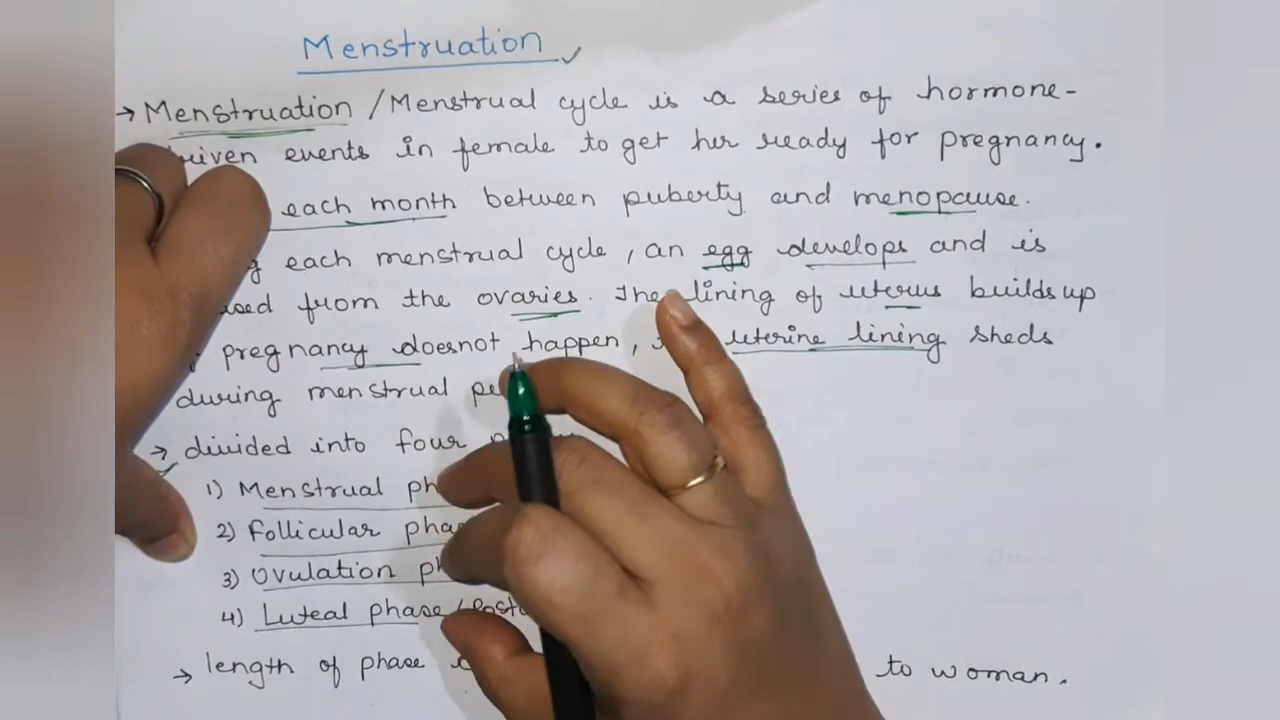 Menstruation
→ Menstruation / Menstrual cycle is a series of hormone-
driven events in female to get her ready for pregnancy.
each month between puberty and menopause.
each menstrual cycle, an egg develops and is
from the ovaries. The lining of uterus builds up
pregnancy doesnot happen, uterine lining sheds
during menstrual
→ divided into four
1) Menstrual
2) Follicular
3) Ovulation
4) Luteal phase /
→ length of phase to woman.